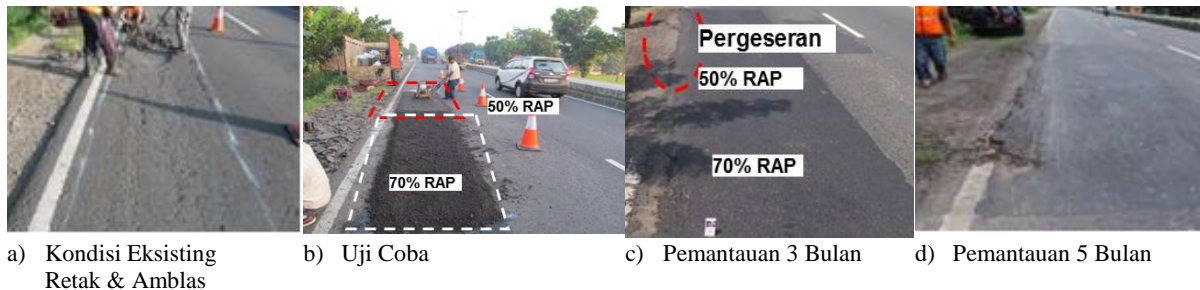 50% RAP
70% RAP
Pergeseran
50% RAP
70% RAP
a) Kondisi Eksisting
Retak & Amblas
b) Uji Coba
c) Pemantauan 3 Bulan
d) Pemantauan 5 Bulan